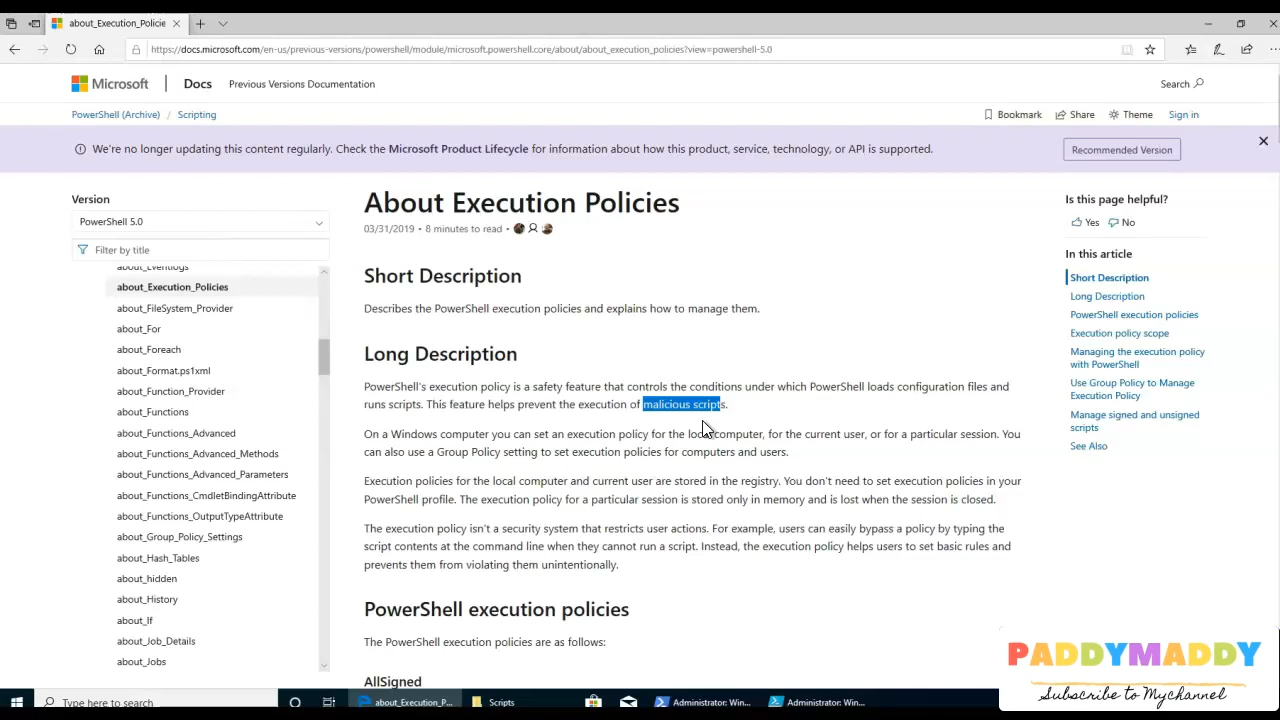 about_Execution_Policie
https://docs.microsoft.com/en-us/previous-versions/powershell/module/microsoft.powershell.core/about/about_execution_policies?view=powershell-5.0
Microsoft
Docs
Previous Versions Documentation
Search
PowerShell (Archive) / Scripting
Bookmark
Share
Theme
Sign in
We're no longer updating this content regularly. Check the Microsoft Product Lifecycle for information about how this product, service, technology, or API is supported.
Recommended Version
Version
PowerShell 5.0
Filter by title
about_Eventlogs
about_Execution_Policies
about_FileSystem_Provider
about_For
about_Foreach
about_Format.ps1xml
about_Function_Provider
about_Functions
about_Functions_Advanced
about_Functions_Advanced_Methods
about_Functions_Advanced_Parameters
about_Functions_CmdletBindingAttribute
about_Functions_OutputTypeAttribute
about_Group_Policy_Settings
about_Hash_Tables
about_hidden
about_History
about_If
about_Job_Details
about_Jobs
About Execution Policies
03/31/2019 • 8 minutes to read •
Short Description
Describes the PowerShell execution policies and explains how to manage them.
Long Description
PowerShell's execution policy is a safety feature that controls the conditions under which PowerShell loads configuration files and
runs scripts. This feature helps prevent the execution of malicious scripts.
On a Windows computer you can set an execution policy for the local computer, for the current user, or for a particular session. You
can also use a Group Policy setting to set execution policies for computers and users.
Execution policies for the local computer and current user are stored in the registry. You don't need to set execution policies in your
PowerShell profile. The execution policy for a particular session is stored only in memory and is lost when the session is closed.
The execution policy isn't a security system that restricts user actions. For example, users can easily bypass a policy by typing the
script contents at the command line when they cannot run a script. Instead, the execution policy helps users to set basic rules and
prevents them from violating them unintentionally.
PowerShell execution policies
The PowerShell execution policies are as follows:
AllSigned
Is this page helpful?
Yes
No
In this article
Short Description
Long Description
PowerShell execution policies
Execution policy scope
Managing the execution policy
with PowerShell
Use Group Policy to Manage
Execution Policy
Manage signed and unsigned
scripts
See Also
PADDYMADDY
Subscribe to Mychannel
Type here to search
about_Execution_P...
Scripts
Administrator: Win...
Administrator: Win...